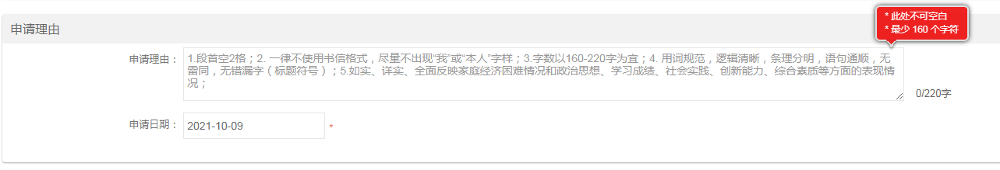 * 此处不可空白
* 最少 160 个字符
申请理由
申请理由：
1.段首空2格；2. 一律不使用书信格式，尽量不出现“我”或“本人”字样；3.字数以160-220字为宜；4. 用词规范，逻辑清晰，条理分明，语句通顺，无
雷同，无错漏字（标题符号）；5.如实、详实、全面反映家庭经济困难情况和政治思想、学习成绩、社会实践、创新能力、综合素质等方面的表现情
况；
0/220字
申请日期：
2021-10-09
*